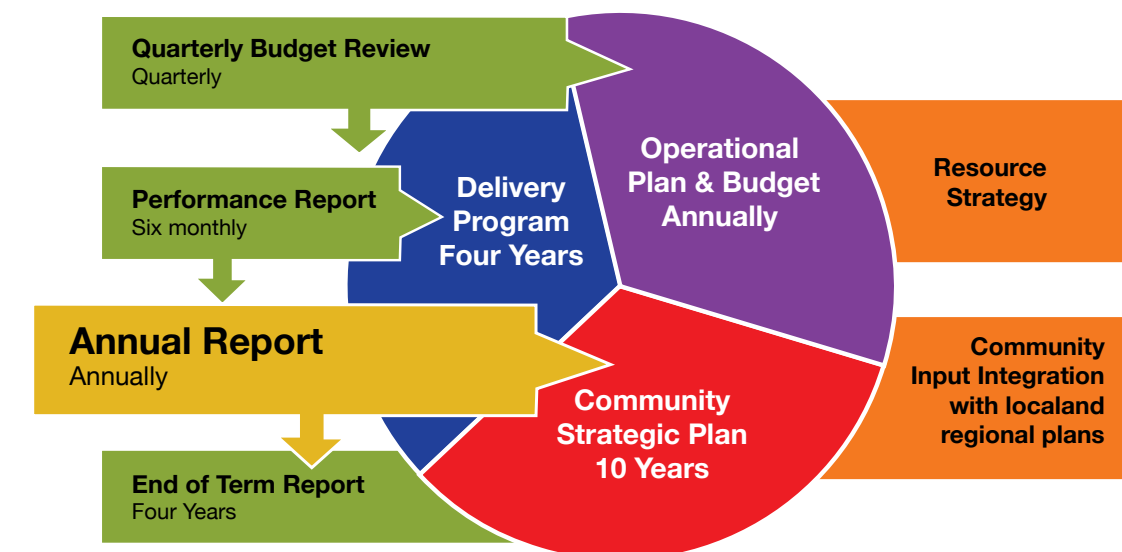 Quarterly Budget Review
Quarterly
Performance Report
Six monthly
Annual Report
Annually
End of Term Report
Four Years
Delivery
Program
Four Years
Operational
Plan & Budget
Annually
Community
Strategic Plan
10 Years
Resource
Strategy
Community
Input Integration
with localand
regional plans